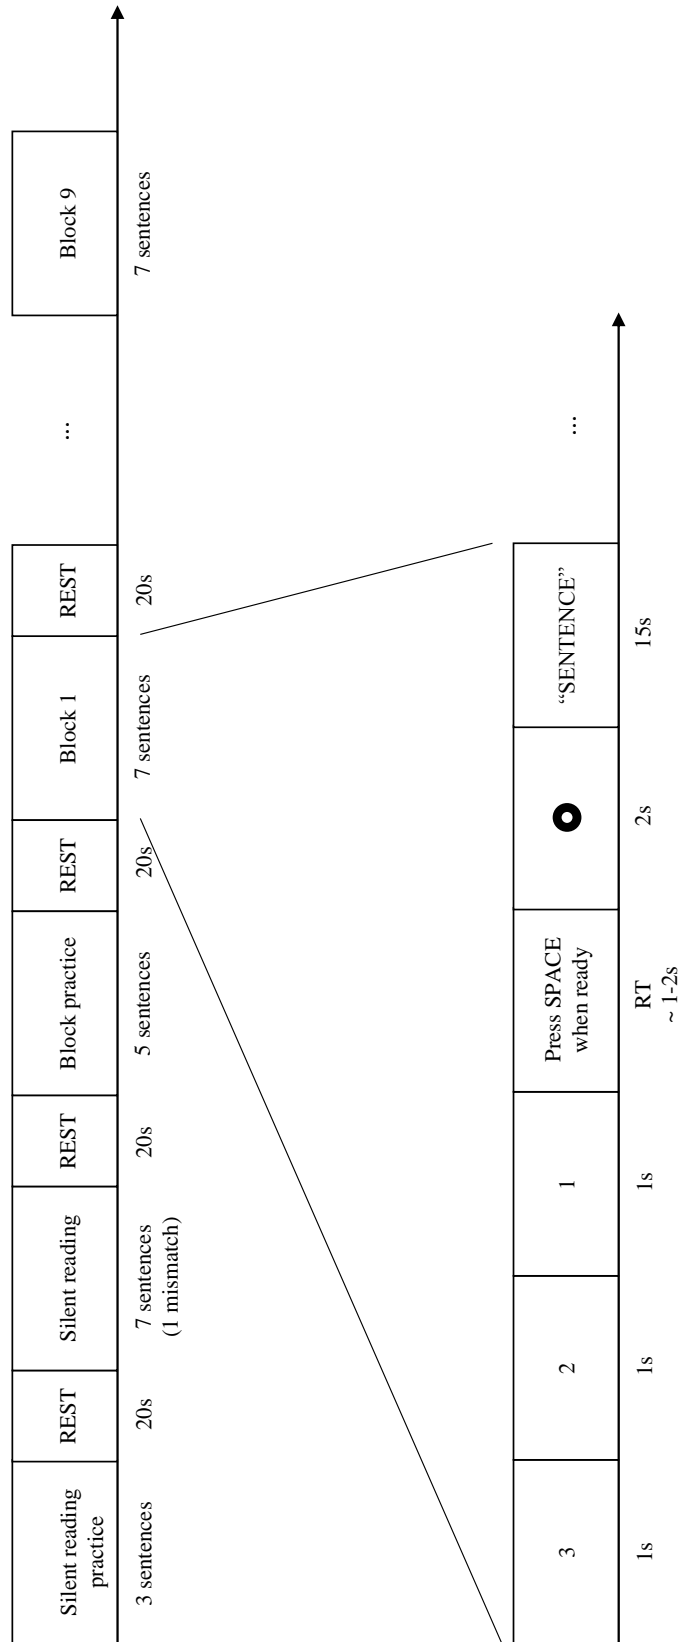 Silent reading
practice
REST
Silent reading
REST
Block practice
REST
Block 1
REST
...
Block 9
3 sentences
20s
7 sentences
(1 mismatch)
20s
5 sentences
20s
7 sentences
20s
7 sentences
3
2
1
Press SPACE
when ready
“SENTENCE”
...
1s
1s
1s
RT
~ 1-2s
2s
15s